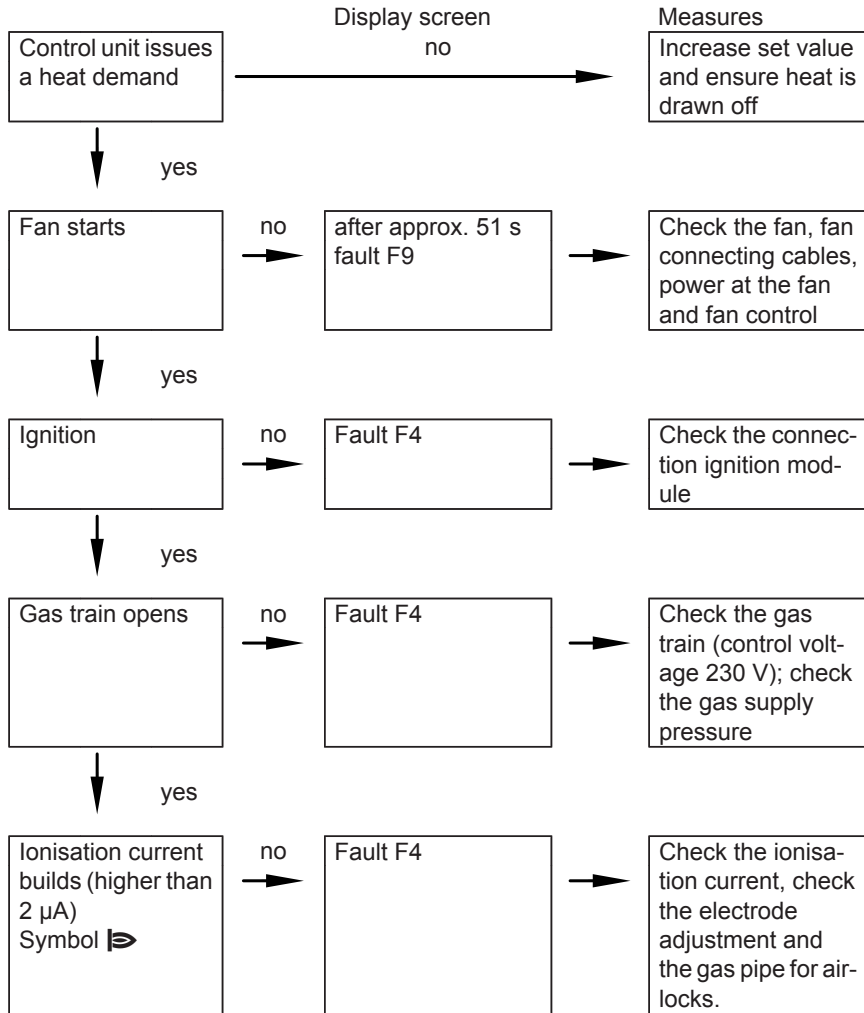 Display screen
Measures
Control unit issues
a heat demand
no
Increase set value
and ensure heat is
drawn off
yes
Fan starts
no
after approx. 51 s
fault F9
Check the fan, fan
connecting cables,
power at the fan
and fan control
yes
Ignition
no
Fault F4
Check the connec-
tion ignition mod-
ule
yes
Gas train opens
no
Fault F4
Check the gas
train (control volt-
age 230 V); check
the gas supply
pressure
yes
Ionisation current
builds (higher than
2 μA)
Symbol
no
Fault F4
Check the ionisa-
tion current, check
the electrode
adjustment and
the gas pipe for air-
locks.